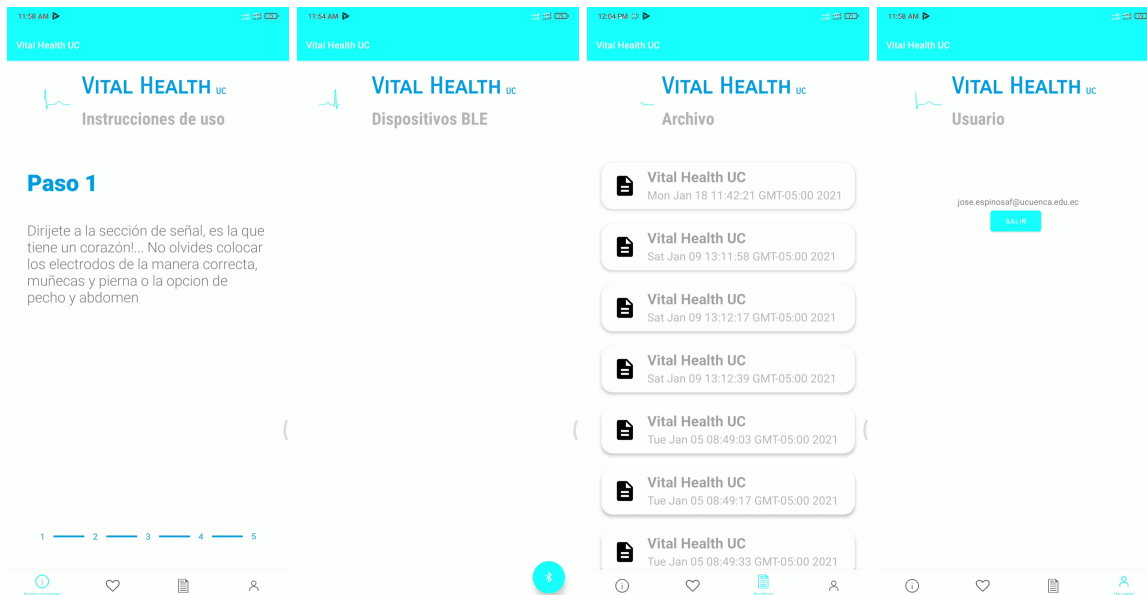 11:58 AM
Vital Health UC
VITAL HEALTH UC
Instrucciones de uso
Paso 1
Dirijete a la sección de señal, es la que
tiene un corazón!... No olvides colocar
los electrodos de la manera correcta,
muñecas y pierna o la opcion de
pecho y abdomen
1 2 3 4 5
Instrucciones
11:54 AM
Vital Health UC
VITAL HEALTH UC
Dispositivos BLE
12:04 PM
Vital Health UC
VITAL HEALTH UC
Archivo
Vital Health UC
Mon Jan 18 11:42:21 GMT-05:00 2021
Vital Health UC
Sat Jan 09 13:11:58 GMT-05:00 2021
Vital Health UC
Sat Jan 09 13:12:17 GMT-05:00 2021
Vital Health UC
Sat Jan 09 13:12:39 GMT-05:00 2021
Vital Health UC
Tue Jan 05 08:49:03 GMT-05:00 2021
Vital Health UC
Tue Jan 05 08:49:17 GMT-05:00 2021
Vital Health UC
Tue Jan 05 08:49:33 GMT-05:00 2021
Archivo
11:58 AM
Vital Health UC
VITAL HEALTH UC
Usuario
jose.espinosaf@ucuenca.edu.ec
SALIR
Usuario